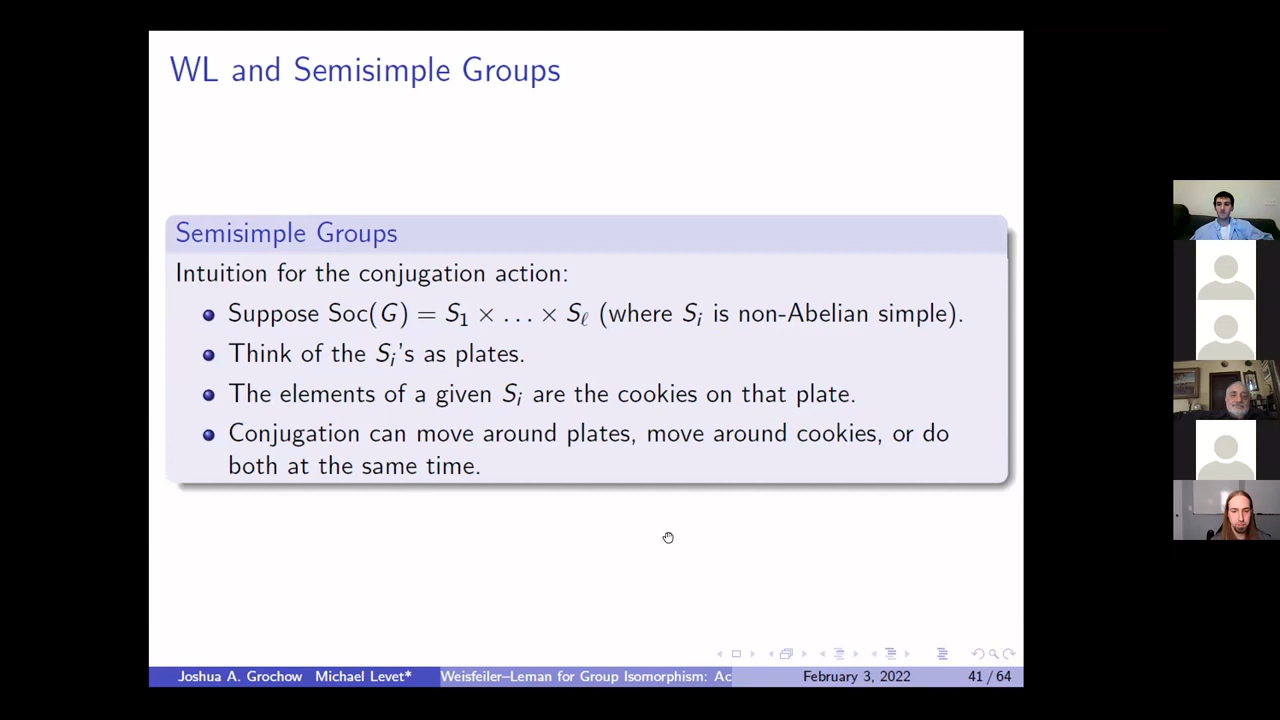 WL and Semisimple Groups
Semisimple Groups
Intuition for the conjugation action:
Suppose Soc(G) = S₁ × … × Sℓ (where Sᵢ is non-Abelian simple).
Think of the Sᵢ's as plates.
The elements of a given Sᵢ are the cookies on that plate.
Conjugation can move around plates, move around cookies, or do
both at the same time.
Joshua A. Grochow Michael Levet* Weisfeiler–Leman for Group Isomorphism: Ac February 3, 2022 41 / 64